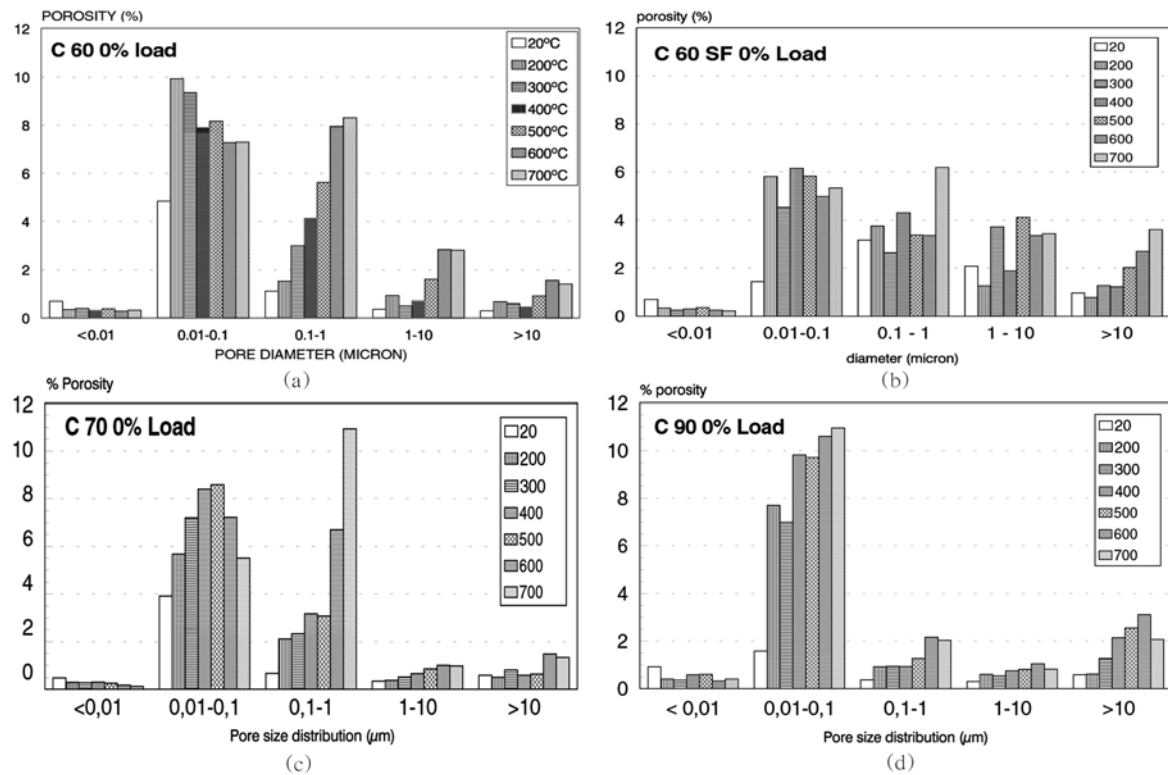 POROSITY (%)
C 60 0% load
12
10
8
6
4
2
0
20ºC
200ºC
300ºC
400ºC
500ºC
600ºC
700ºC
<0.01
0.01-0.1
0.1-1
1-10
>10
PORE DIAMETER (MICRON)
(a)
porosity (%)
C 60 SF 0% Load
12
10
8
6
4
2
0
20
200
300
400
500
600
700
<0.01
0.01-0.1
0.1 - 1
1 - 10
>10
diameter (micron)
(b)
% Porosity
C 70 0% Load
12
10
8
6
4
2
0
20
200
300
400
500
600
700
<0,01
0,01-0,1
0,1-1
1-10
>10
Pore size distribution (µm)
(c)
% porosity
C 90 0% Load
12
10
8
6
4
2
0
20
200
300
400
500
600
700
< 0,01
0,01-0,1
0,1-1
1-10
>10
Pore size distribution (µm)
(d)